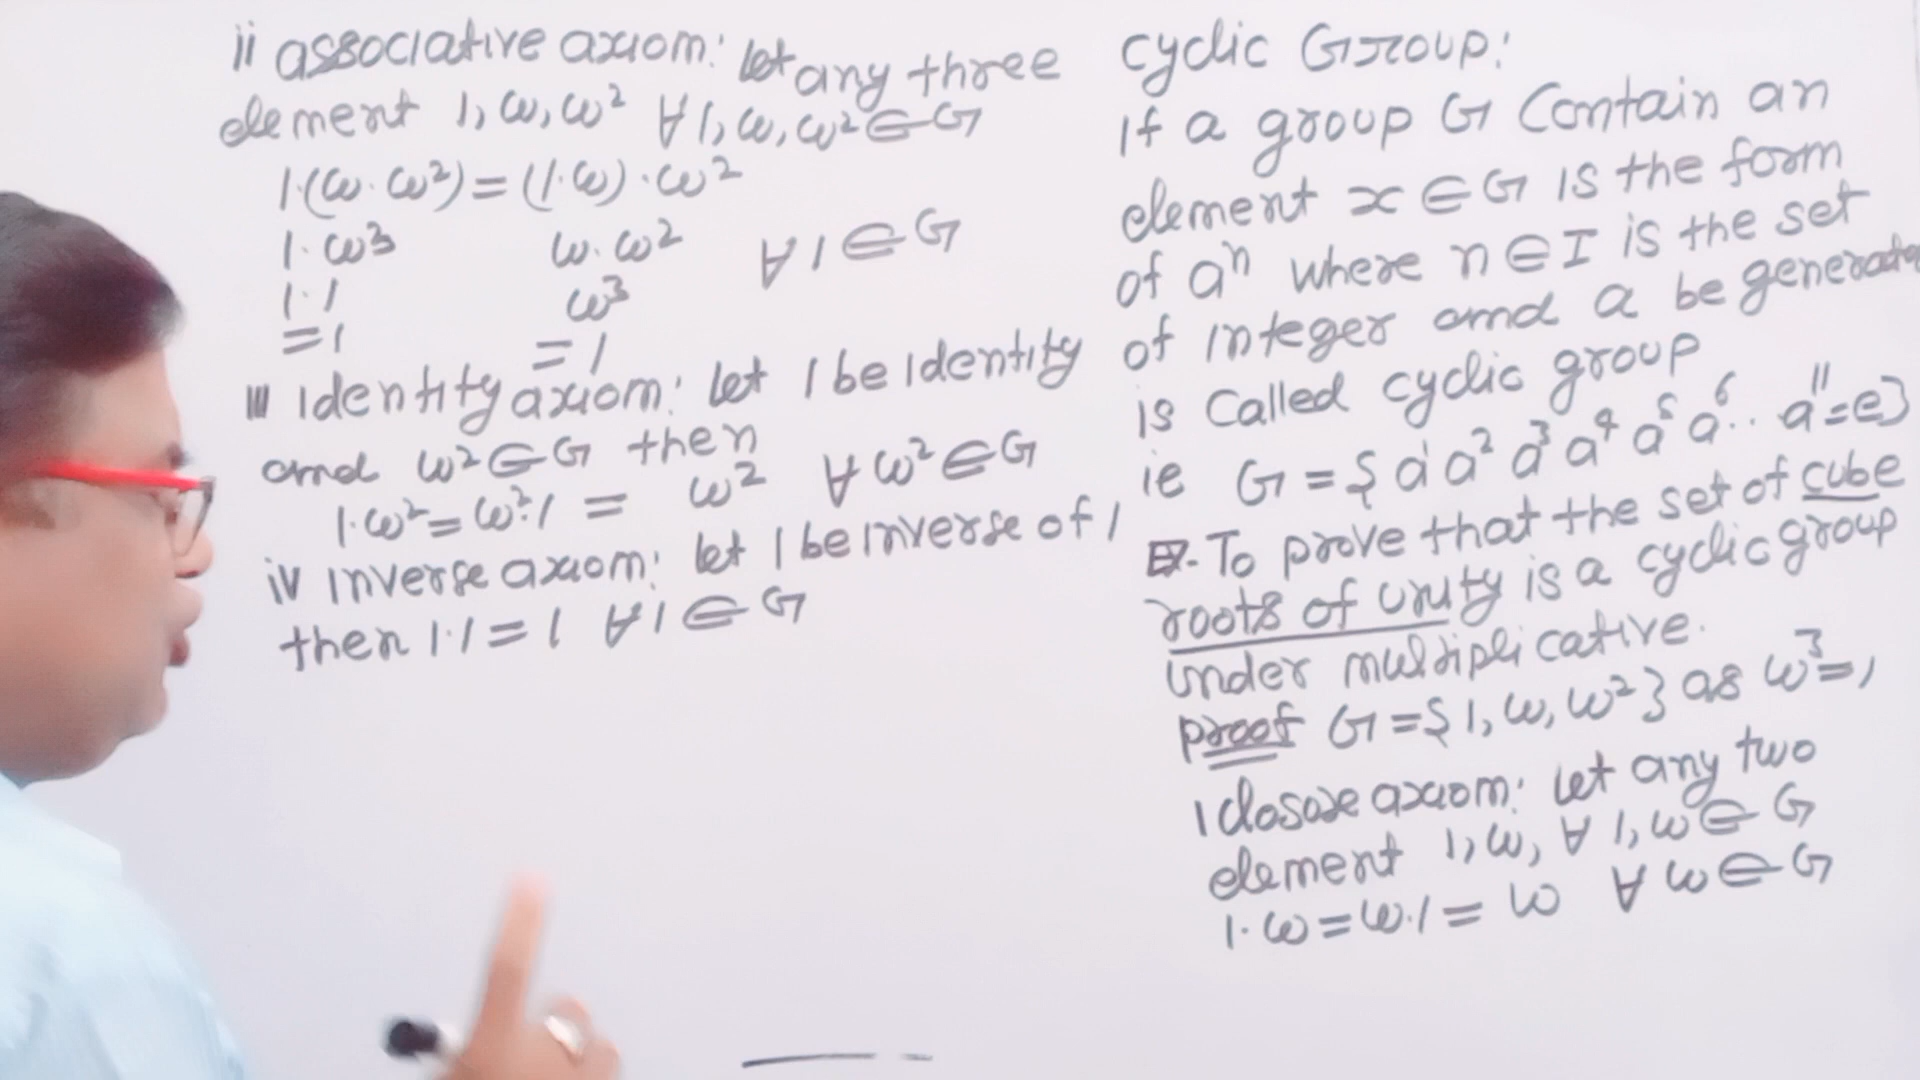 cyclic Group:
If a group G Contain an
element x ∈ G is the form
of aⁿ where n ∈ I is the set
of integer and a be generator
is Called cyclic group
ie G = { a¹ a² a³ a⁴ a⁵ a⁶ .. aⁿ = e }
Ex. To prove that the set of cube
roots of unity is a cyclic group
under multiplicative.
proof G = { 1, ω, ω² } as ω³ = 1
i closore axiom: let any two
element 1, ω, ∀ 1, ω ∈ G
1·ω = ω·1 = ω ∀ ω ∈ G
ii associative axiom: let any three
element 1, ω, ω² ∀ 1, ω, ω² ∈ G
1·(ω·ω²) = (1·ω)·ω²
1·ω³ ω·ω² ∀ 1 ∈ G
1·1 ω³
=1 =1
iii identity axiom: let 1 be identity
and ω² ∈ G then
1·ω² = ω²·1 = ω² ∀ ω² ∈ G
iv inverse axiom: let 1 be inverse of 1
then 1·1 = 1 ∀ 1 ∈ G